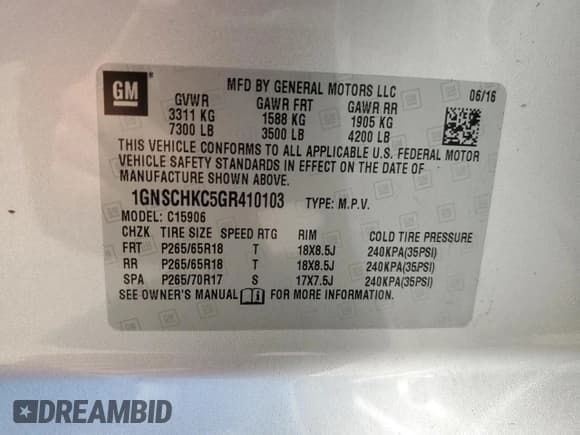 GM
MFD BY GENERAL MOTORS LLC 06/16
GVWR GAWR FRT GAWR RR
3311 KG 1588 KG 1905 KG
7300 LB 3500 LB 4200 LB
THIS VEHICLE CONFORMS TO ALL APPLICABLE U.S. FEDERAL MOTOR
VEHICLE SAFETY STANDARDS IN EFFECT ON THE DATE OF
MANUFACTURE SHOWN ABOVE.
1GNSCHKC5GR410103 TYPE: M.P.V.
MODEL: C15906
CHZK TIRE SIZE SPEED RTG RIM COLD TIRE PRESSURE
FRT P265/65R18 T 18X8.5J 240KPA(35PSI)
RR P265/65R18 T 18X8.5J 240KPA(35PSI)
SPA P265/70R17 S 17X7.5J 240KPA(35PSI)
SEE OWNER'S MANUAL FOR MORE INFORMATION.
DREAMBID